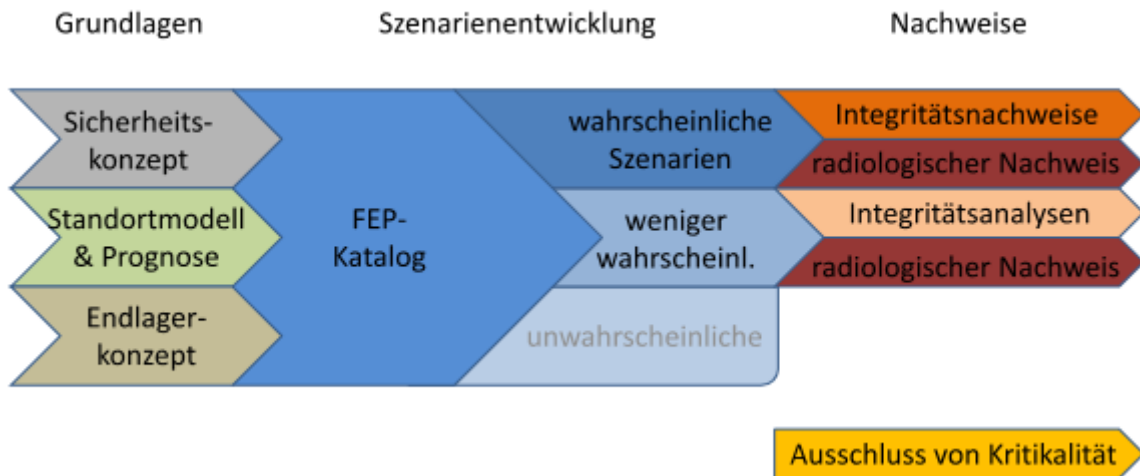 Grundlagen
Szenarienentwicklung
Nachweise
Sicherheits-
konzept
Standortmodell
& Prognose
Endlager-
konzept
FEP-
Katalog
wahrscheinliche
Szenarien
weniger
wahrscheinl.
unwahrscheinliche
Integritätsnachweise
radiologischer Nachweis
Integritätsanalysen
radiologischer Nachweis
Ausschluss von Kritikalität